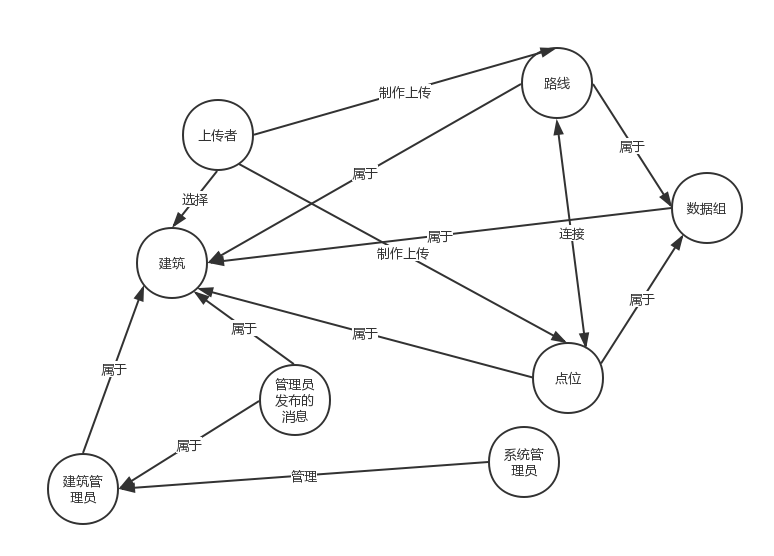 路线
制作上传
上传者
属于
属于
选择
数据组
连接
属于
制作上传
建筑
属于
属于
属于
属于
点位
管理员
发布的
消息
属于
系统管
理员
管理
建筑管
理员